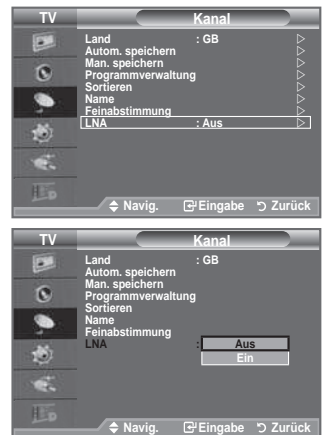 TV Kanal
Land : GB
Autom. speichern
Man. speichern
Programmverwaltung
Sortieren
Name
Feinabstimmung
LNA : Aus
Navig. Eingabe Zurück
TV Kanal
Land : GB
Autom. speichern
Man. speichern
Programmverwaltung
Sortieren
Name
Feinabstimmung
LNA : Aus
Ein
Navig. Eingabe Zurück